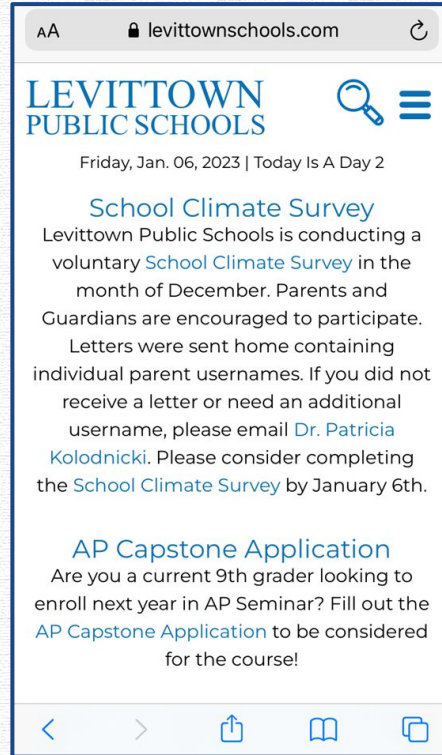 AA levittownschools.com
LEVITTOWN
PUBLIC SCHOOLS
Friday, Jan. 06, 2023 | Today Is A Day 2
School Climate Survey
Levittown Public Schools is conducting a
voluntary School Climate Survey in the
month of December. Parents and
Guardians are encouraged to participate.
Letters were sent home containing
individual parent usernames. If you did not
receive a letter or need an additional
username, please email Dr. Patricia
Kolodnicki. Please consider completing
the School Climate Survey by January 6th.
AP Capstone Application
Are you a current 9th grader looking to
enroll next year in AP Seminar? Fill out the
AP Capstone Application to be considered
for the course!